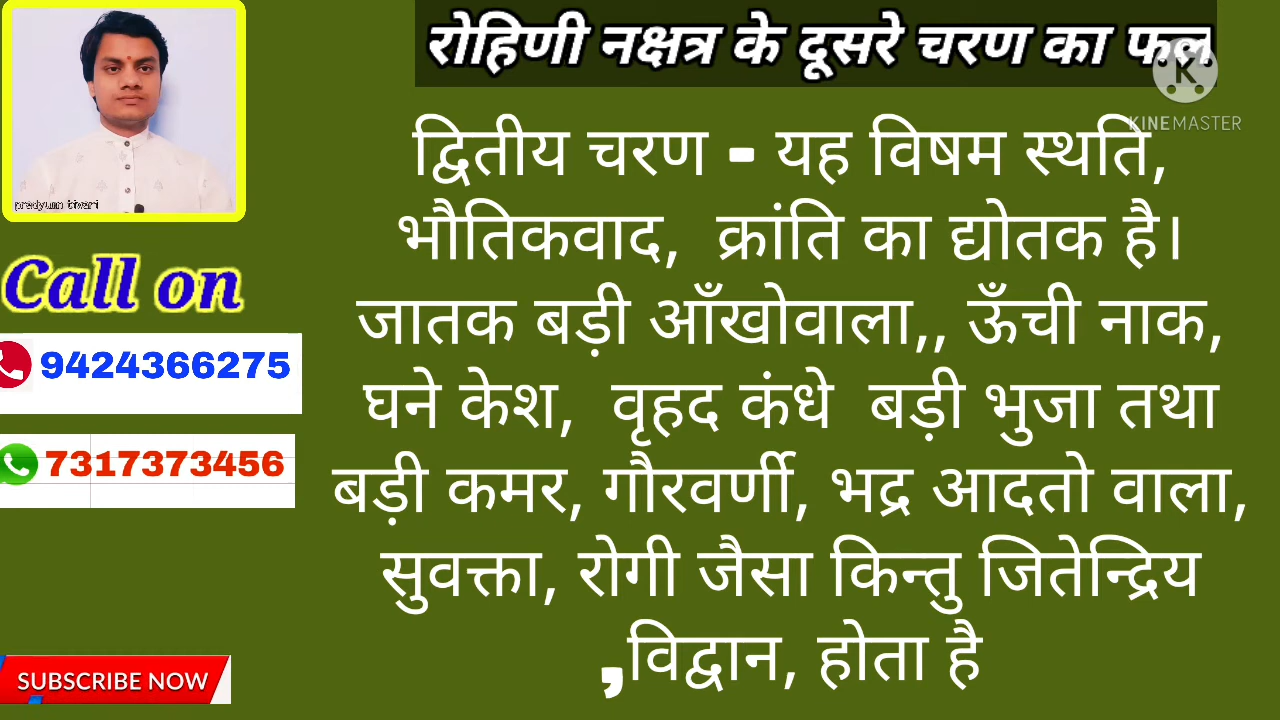 रोहिणी नक्षत्र के दूसरे चरण का फल
KINEMASTER
द्वितीय चरण - यह विषम स्थति,
भौतिकवाद, क्रांति का द्योतक है।
जातक बड़ी आँखोवाला,, ऊँची नाक,
घने केश, वृहद कंधे बड़ी भुजा तथा
बड़ी कमर, गौरवर्णी, भद्र आदतो वाला,
सुवक्ता, रोगी जैसा किन्तु जितेन्द्रिय
,विद्वान, होता है
pradyumn tiwari
Call on
9424366275
7317373456
SUBSCRIBE NOW